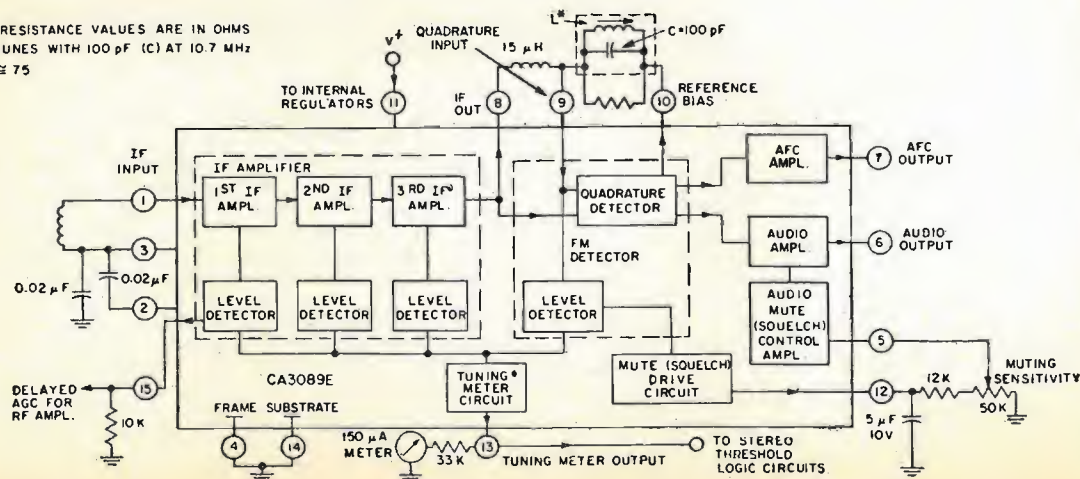 RESISTANCE VALUES ARE IN OHMS
TUNES WITH 100 pF (C) AT 10.7 MHz
≅ 75
V+
QUADRATURE
INPUT
L*
C=100 pF
15 μH
TO INTERNAL
REGULATORS
11
IF
OUT
8
9
10
REFERENCE
BIAS
IF
INPUT
IF AMPLIFIER
1
1ST IF
AMPL.
2ND IF
AMPL.
3RD IF
AMPL.
QUADRATURE
DETECTOR
AFC
AMPL.
7
AFC
OUTPUT
3
FM
DETECTOR
AUDIO
AMPL.
6
AUDIO
OUTPUT
0.02μF
0.02μF
2
LEVEL
DETECTOR
LEVEL
DETECTOR
LEVEL
DETECTOR
LEVEL
DETECTOR
AUDIO
MUTE
(SQUELCH)
CONTROL
AMPL.
5
DELAYED
AGC FOR
RF AMPL.
15
CA3089E
TUNING
METER
CIRCUIT
MUTE (SQUELCH)
DRIVE
CIRCUIT
12
12K
MUTING
SENSITIVITY
50K
10K
FRAME
SUBSTRATE
4
14
150 μA
METER
33K
13
TUNING METER OUTPUT
TO STEREO
THRESHOLD
LOGIC CIRCUITS
5 μF
10V